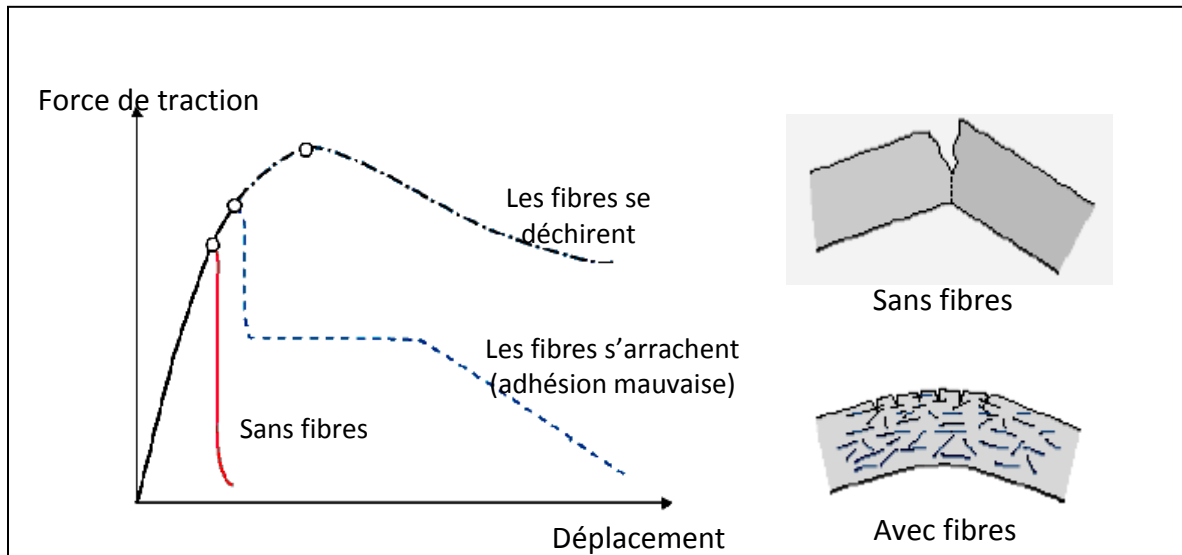 Force de traction
Les fibres se
déchirent
Sans fibres
Les fibres s’arrachent
(adhésion mauvaise)
Sans fibres
Déplacement
Avec fibres